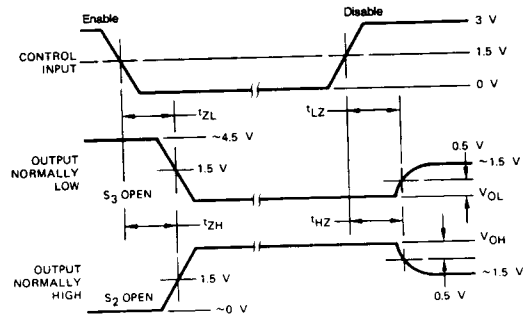 Enable
Disable
3 V
CONTROL
INPUT
1.5 V
0 V
tZL
tLZ
~4.5 V
0.5 V
OUTPUT
NORMALLY
LOW
1.5 V
~1.5 V
S3 OPEN
VOL
tZH
tHZ
VOH
OUTPUT
NORMALLY
HIGH
S2 OPEN
1.5 V
~1.5 V
~0 V
0.5 V